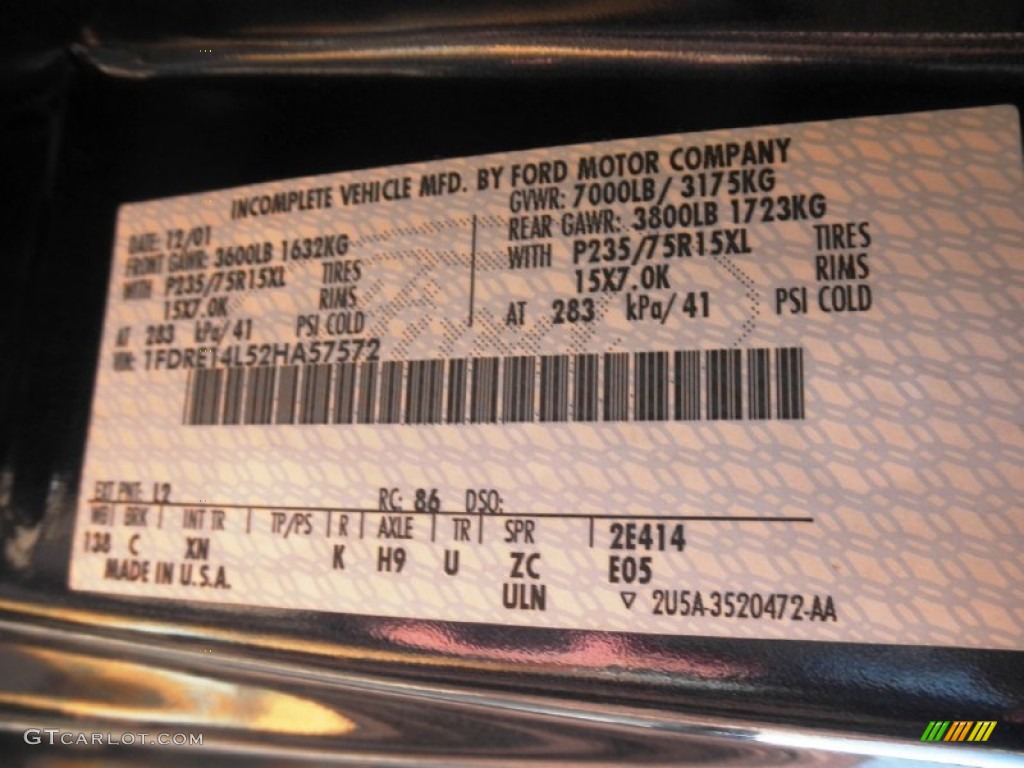 INCOMPLETE VEHICLE MFD. BY FORD MOTOR COMPANY
DATE: 12/01
GVWR: 7000LB/ 3175KG
FRONT GAWR: 3600LB 1632KG
REAR GAWR: 3800LB 1723KG
WITH P235/75R15XL TIRES
WITH P235/75R15XL TIRES
15X7.0K RIMS
15X7.0K RIMS
AT 283 kPa/41 PSI COLD
AT 283 kPa/41 PSI COLD
VIN: 1FDRE14L52HA57572
EXT PNT: L2 RC: 86 DSO:
WB BRK INT TR TP/PS R AXLE TR SPR 2E414
138 C XN K H9 U ZC E05
MADE IN U.S.A. ULN ▽ 2U5A-3520472-AA
GTCARLOT.COM